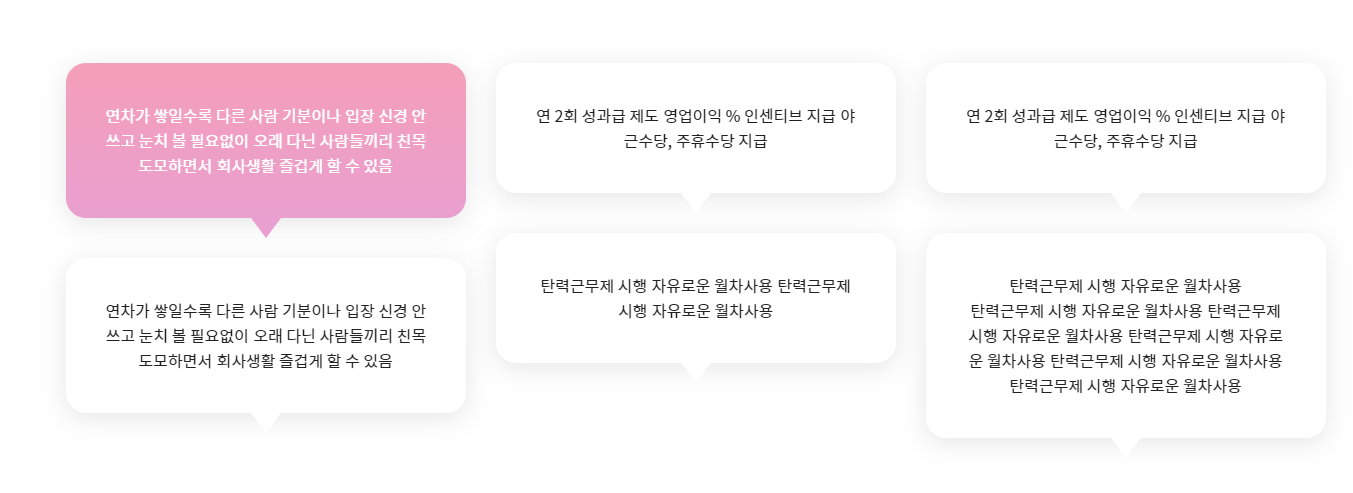 연차가 쌓일수록 다른 사람 기분이나 입장 신경 안
쓰고 눈치 볼 필요없이 오래 다닌 사람들끼리 친목
도모하면서 회사생활 즐겁게 할 수 있음
연차가 쌓일수록 다른 사람 기분이나 입장 신경 안
쓰고 눈치 볼 필요없이 오래 다닌 사람들끼리 친목
도모하면서 회사생활 즐겁게 할 수 있음
연 2회 성과급 제도 영업이익 % 인센티브 지급 야
근수당, 주휴수당 지급
탄력근무제 시행 자유로운 월차사용 탄력근무제
시행 자유로운 월차사용
연 2회 성과급 제도 영업이익 % 인센티브 지급 야
근수당, 주휴수당 지급
탄력근무제 시행 자유로운 월차사용
탄력근무제 시행 자유로운 월차사용 탄력근무제
시행 자유로운 월차사용 탄력근무제 시행 자유로
운 월차사용 탄력근무제 시행 자유로운 월차사용
탄력근무제 시행 자유로운 월차사용